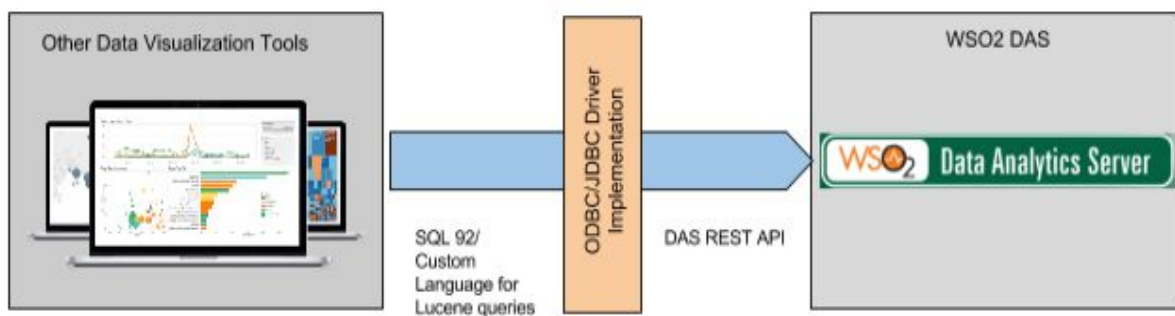 Other Data Visualization Tools
SQL 92/
Custom
Language for
Lucene queries
ODBC/JDBC Driver
Implementation
DAS REST API
WSO2 DAS
WSO2 Data Analytics Server